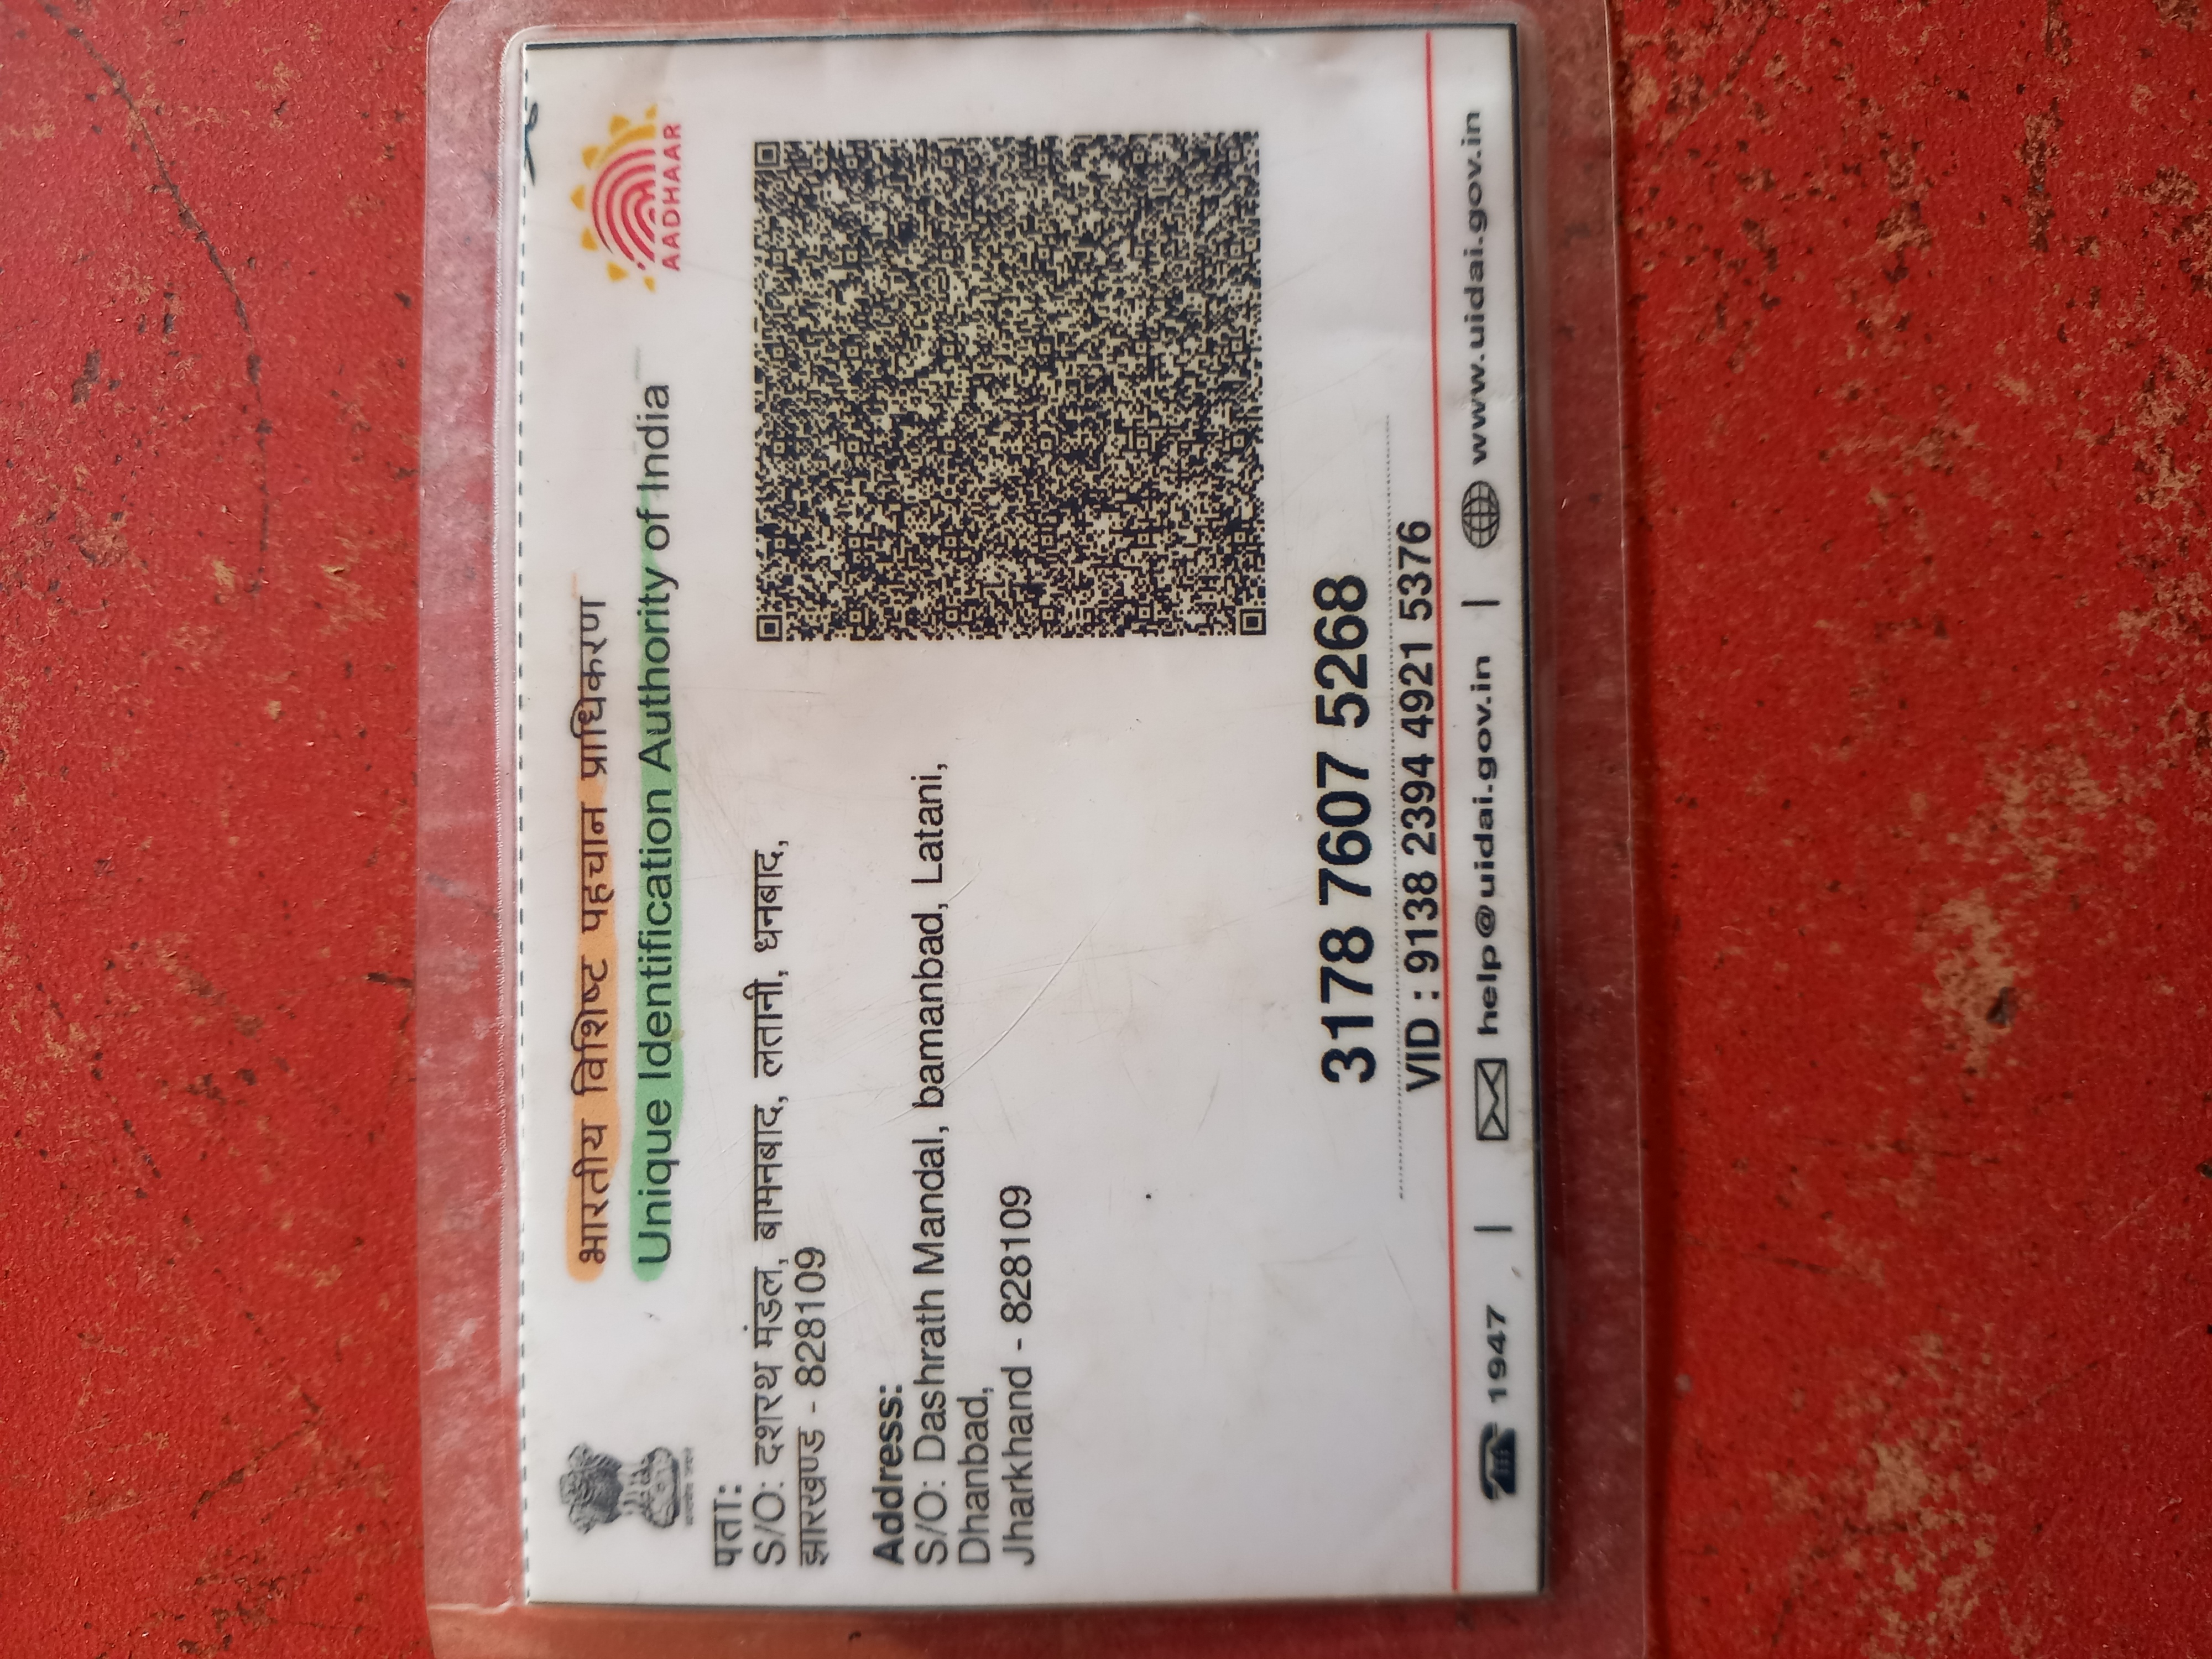 भारतीय विशिष्ट पहचान प्राधिकरण
Unique Identification Authority of India
AADHAAR
पता:
S/O: दशरथ मंडल, बामनबाद, लतानी, धनबाद,
झारखण्ड - 828109
Address:
S/O: Dashrath Mandal, bamanbad, Latani,
Dhanbad,
Jharkhand - 828109
3178 7607 5268
VID : 9138 2394 4921 5376
1947 | help@uidai.gov.in | www.uidai.gov.in